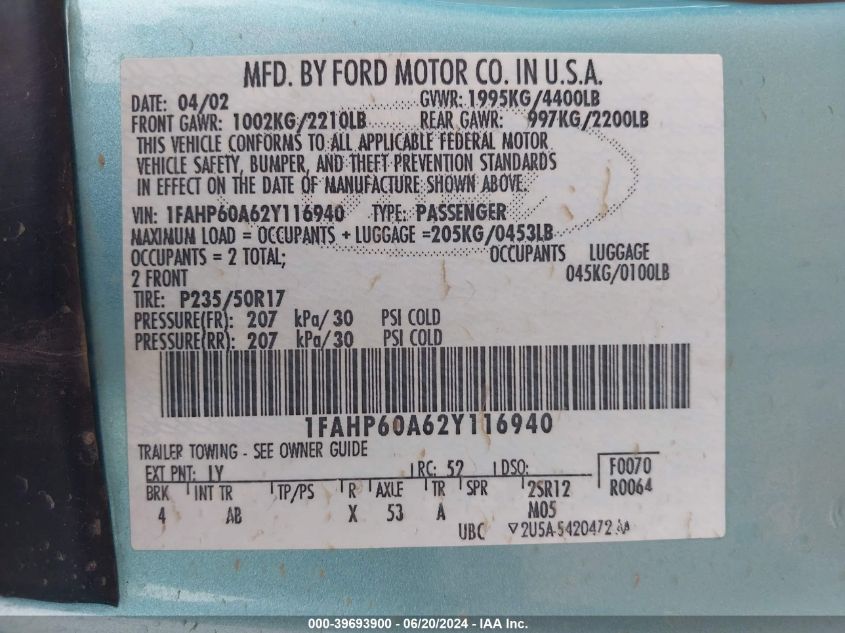 MFD. BY FORD MOTOR CO. IN U.S.A.
DATE: 04/02 GVWR: 1995KG/4400LB
FRONT GAWR: 1002KG/2210LB REAR GAWR: 997KG/2200LB
THIS VEHICLE CONFORMS TO ALL APPLICABLE FEDERAL MOTOR
VEHICLE SAFETY, BUMPER, AND THEFT PREVENTION STANDARDS
IN EFFECT ON THE DATE OF MANUFACTURE SHOWN ABOVE.
VIN: 1FAHP60A62Y116940 TYPE: PASSENGER
MAXIMUM LOAD = OCCUPANTS + LUGGAGE =205KG/0453LB
OCCUPANTS = 2 TOTAL; OCCUPANTS LUGGAGE
2 FRONT 045KG/0100LB
TIRE: P235/50R17
PRESSURE(FR): 207 kPa/30 PSI COLD
PRESSURE(RR): 207 kPa/30 PSI COLD
1FAHP60A62Y116940
TRAILER TOWING - SEE OWNER GUIDE
EXT PNT: LY RC: 52 DSO: F0070
BRK INT TR TP/PS R AXLE TR SPR 2SR12 R0064
4 AB X 53 A M05
UBC 2U5A-5420472-AA
000-39693900 - 06/20/2024 - IAA Inc.